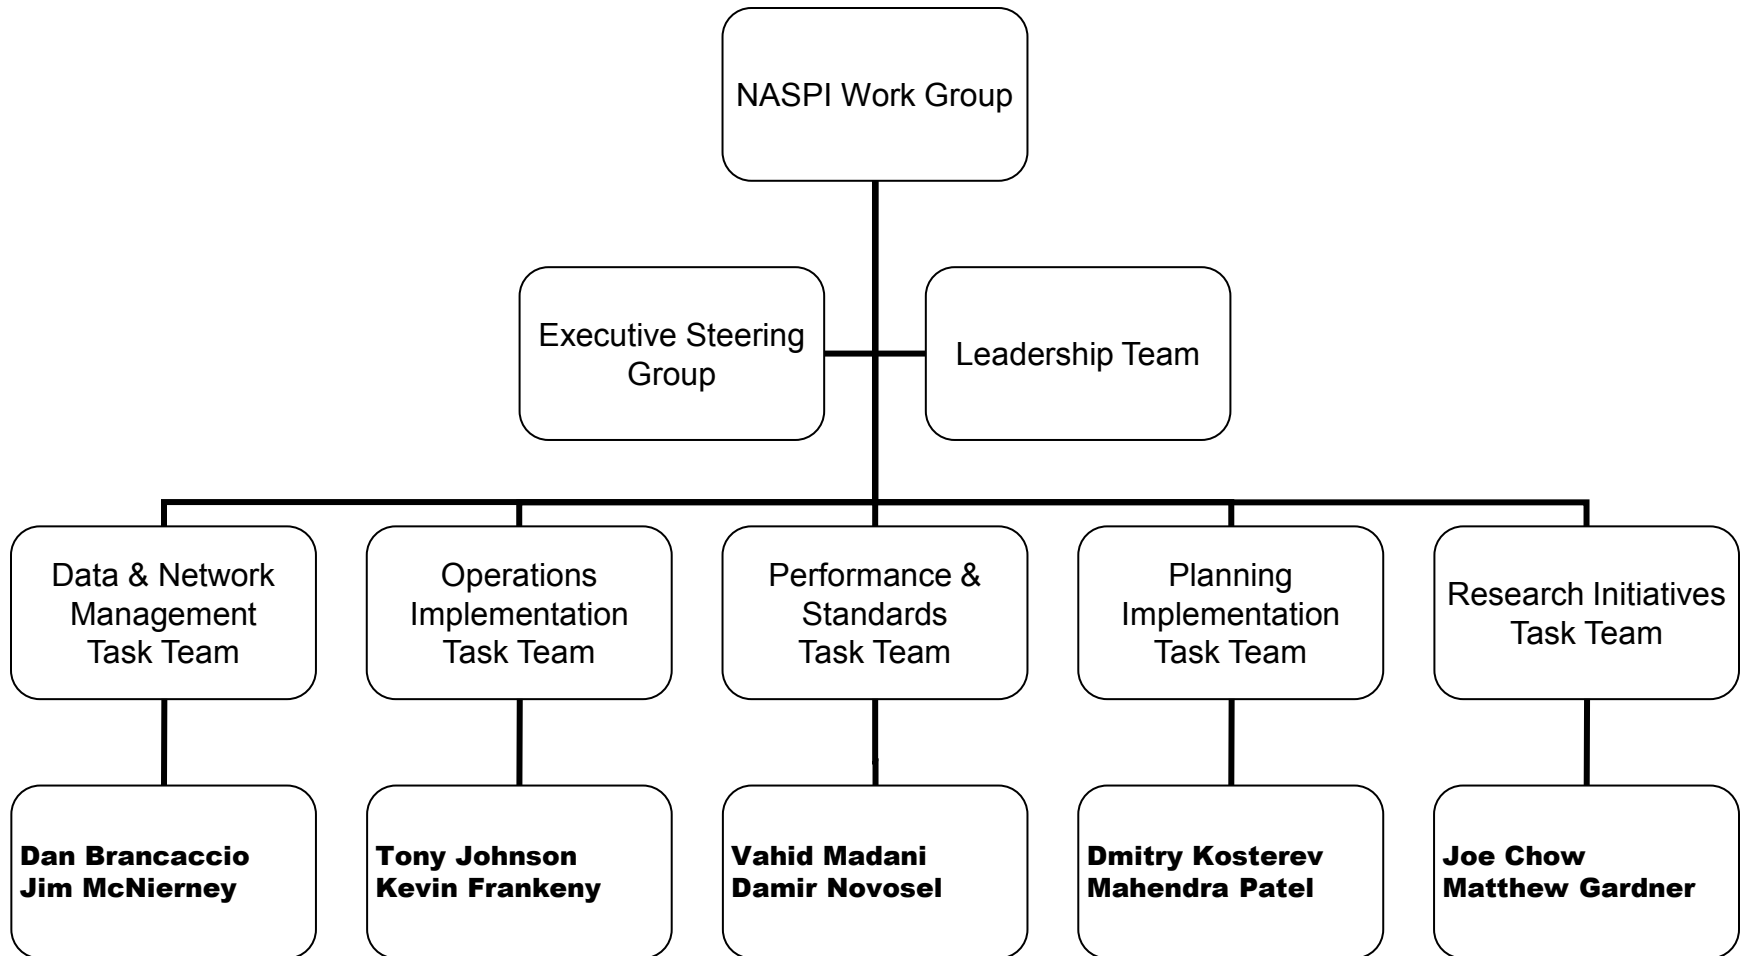 NASPI Work Group
Executive Steering
Group
Leadership Team
Data & Network
Management
Task Team
Operations
Implementation
Task Team
Performance &
Standards
Task Team
Planning
Implementation
Task Team
Research Initiatives
Task Team
Dan Brancaccio
Jim McNierney
Tony Johnson
Kevin Frankeny
Vahid Madani
Damir Novosel
Dmitry Kosterev
Mahendra Patel
Joe Chow
Matthew Gardner